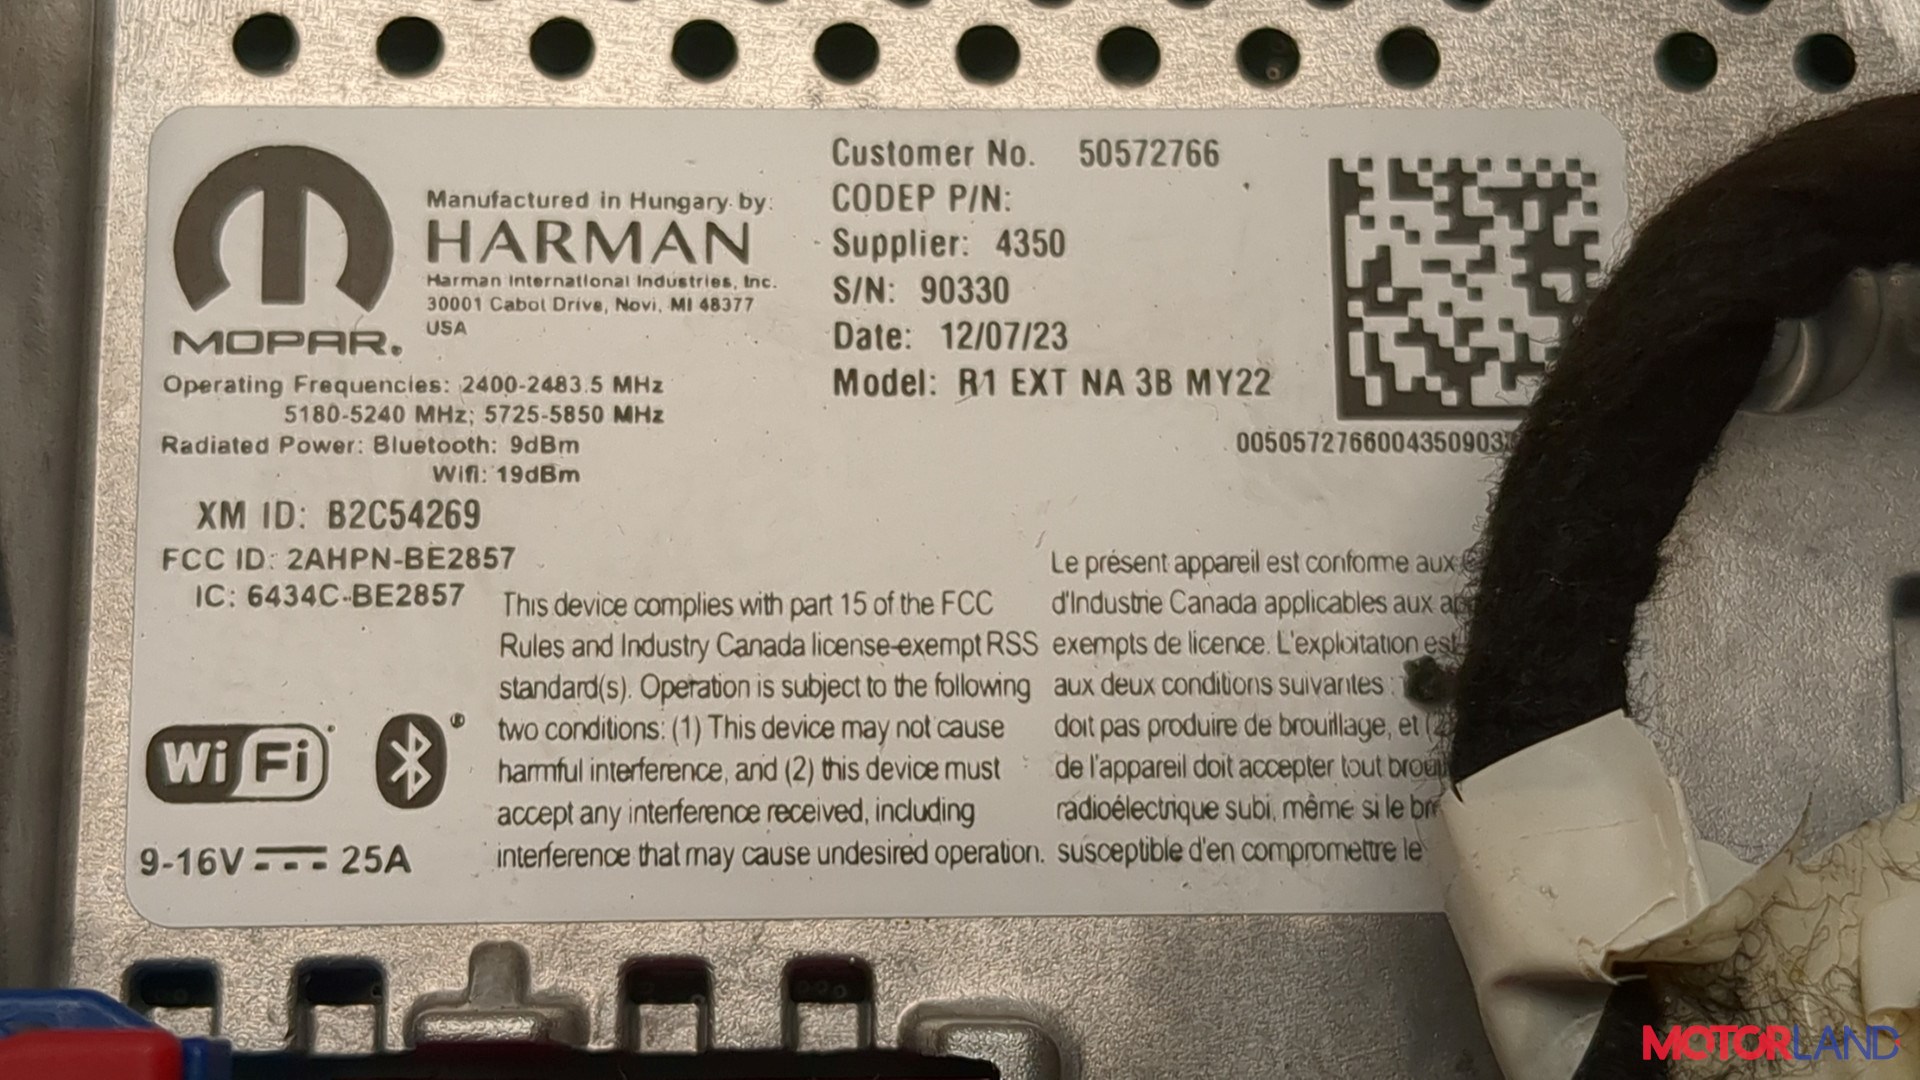 MOPAR.
Manufactured in Hungary by:
HARMAN
Harman International Industries, Inc.
30001 Cabot Drive, Novi, MI 48377
USA
Operating Frequencies: 2400-2483.5 MHz
5180-5240 MHz; 5725-5850 MHz
Radiated Power: Bluetooth: 9dBm
Wifi: 19dBm
XM ID: B2C54269
FCC ID: 2AHPN-BE2857
IC: 6434C-BE2857
Wi Fi
9-16V 25A
Customer No. 50572766
CODEP P/N:
Supplier: 4350
S/N: 90330
Date: 12/07/23
Model: R1 EXT NA 3B MY22
0050572766004350903
This device complies with part 15 of the FCC
Rules and Industry Canada license-exempt RSS
standard(s). Operation is subject to the following
two conditions: (1) This device may not cause
harmful interference, and (2) this device must
accept any interference received, including
interference that may cause undesired operation.
Le présent appareil est conforme aux
d'Industrie Canada applicables aux
exempts de licence. L'exploitation est
aux deux conditions suivantes :
doit pas produire de brouillage, et (2
de l'appareil doit accepter tout
radioélectrique subi, même si le
susceptible d'en compromettre le
MOTORLAND